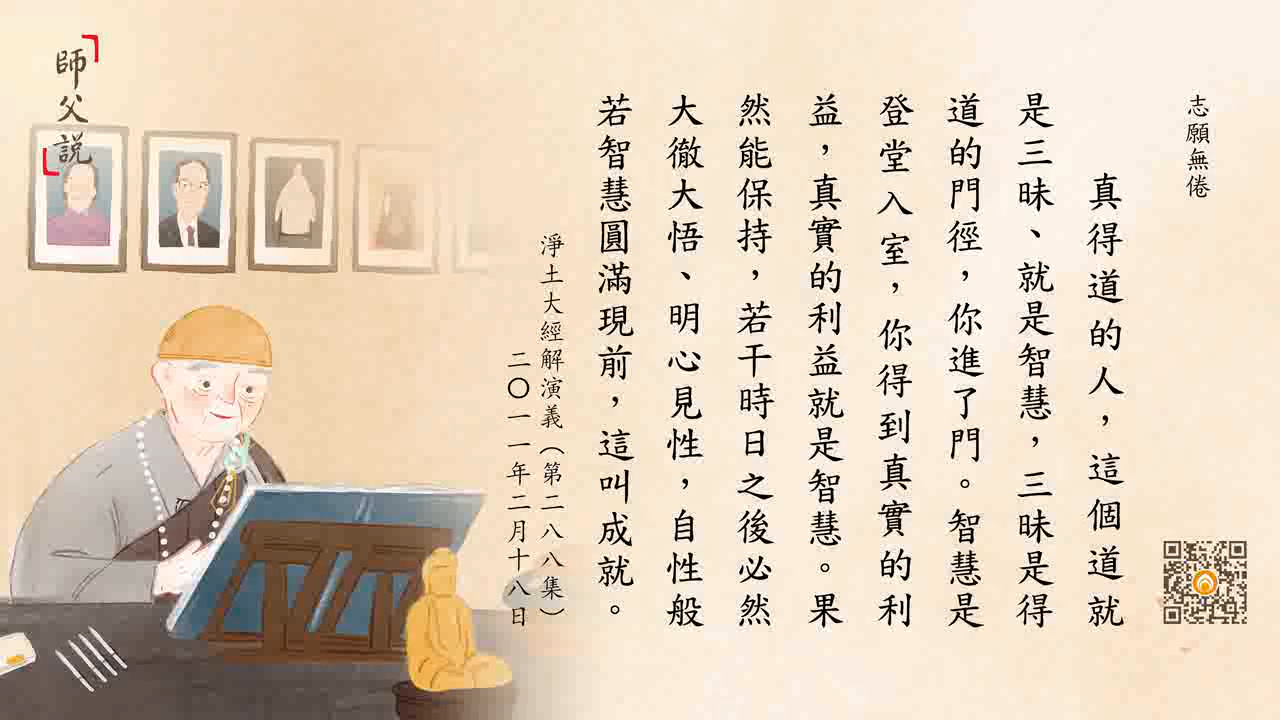 志願無倦
真得道的人，這個道就
是三昧、就是智慧，三昧是得
道的門徑，你進了門。智慧是
登堂入室，你得到真實的利
益，真實的利益就是智慧。果
然能保持，若干時日之後必然
大徹大悟、明心見性，自性般
若智慧圓滿現前，這叫成就。
淨土大經解演義（第二八八集）
二〇一一年二月十八日
師父說